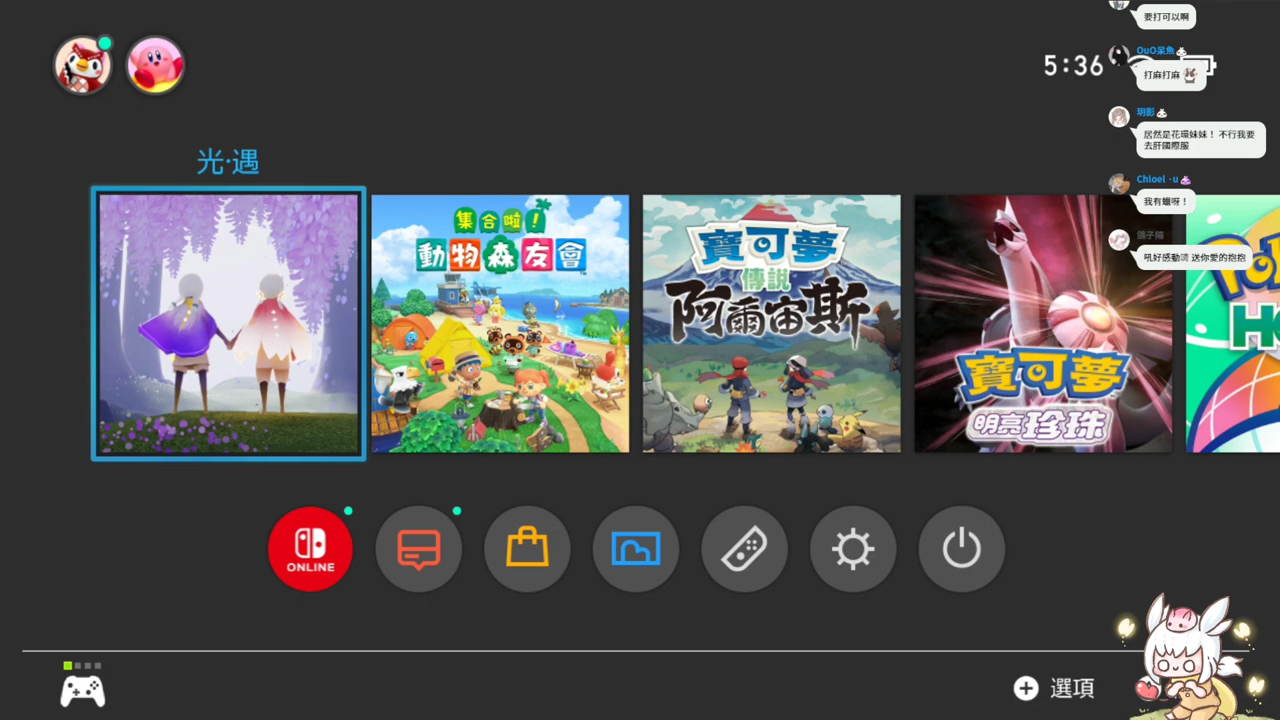 要打可以啊
5:36
OuO呆魚
打麻打麻
玥影
居然是花環妹妹！ 不行我要
去肝國際服
Chloel ·u
我有蠟呀！
鴿子隔
吼好感動 送你愛的抱抱
光·遇
集合啦！
動物森友會
寶可夢
傳說
阿爾宙斯
寶可夢
明亮珍珠
ONLINE
選項